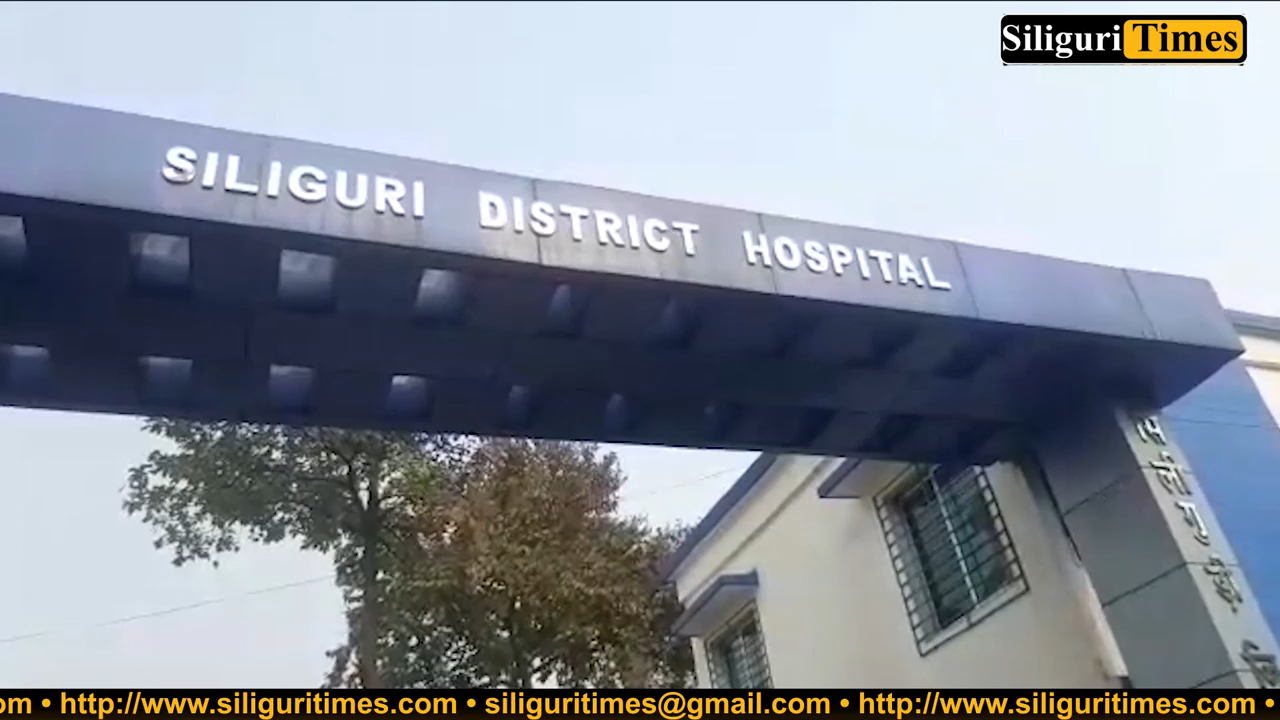 Siliguri Times
SILIGURI DISTRICT HOSPITAL
om • http://www.siliguritimes.com • siliguritimes@gmail.com • http://www.siliguritimes.com •